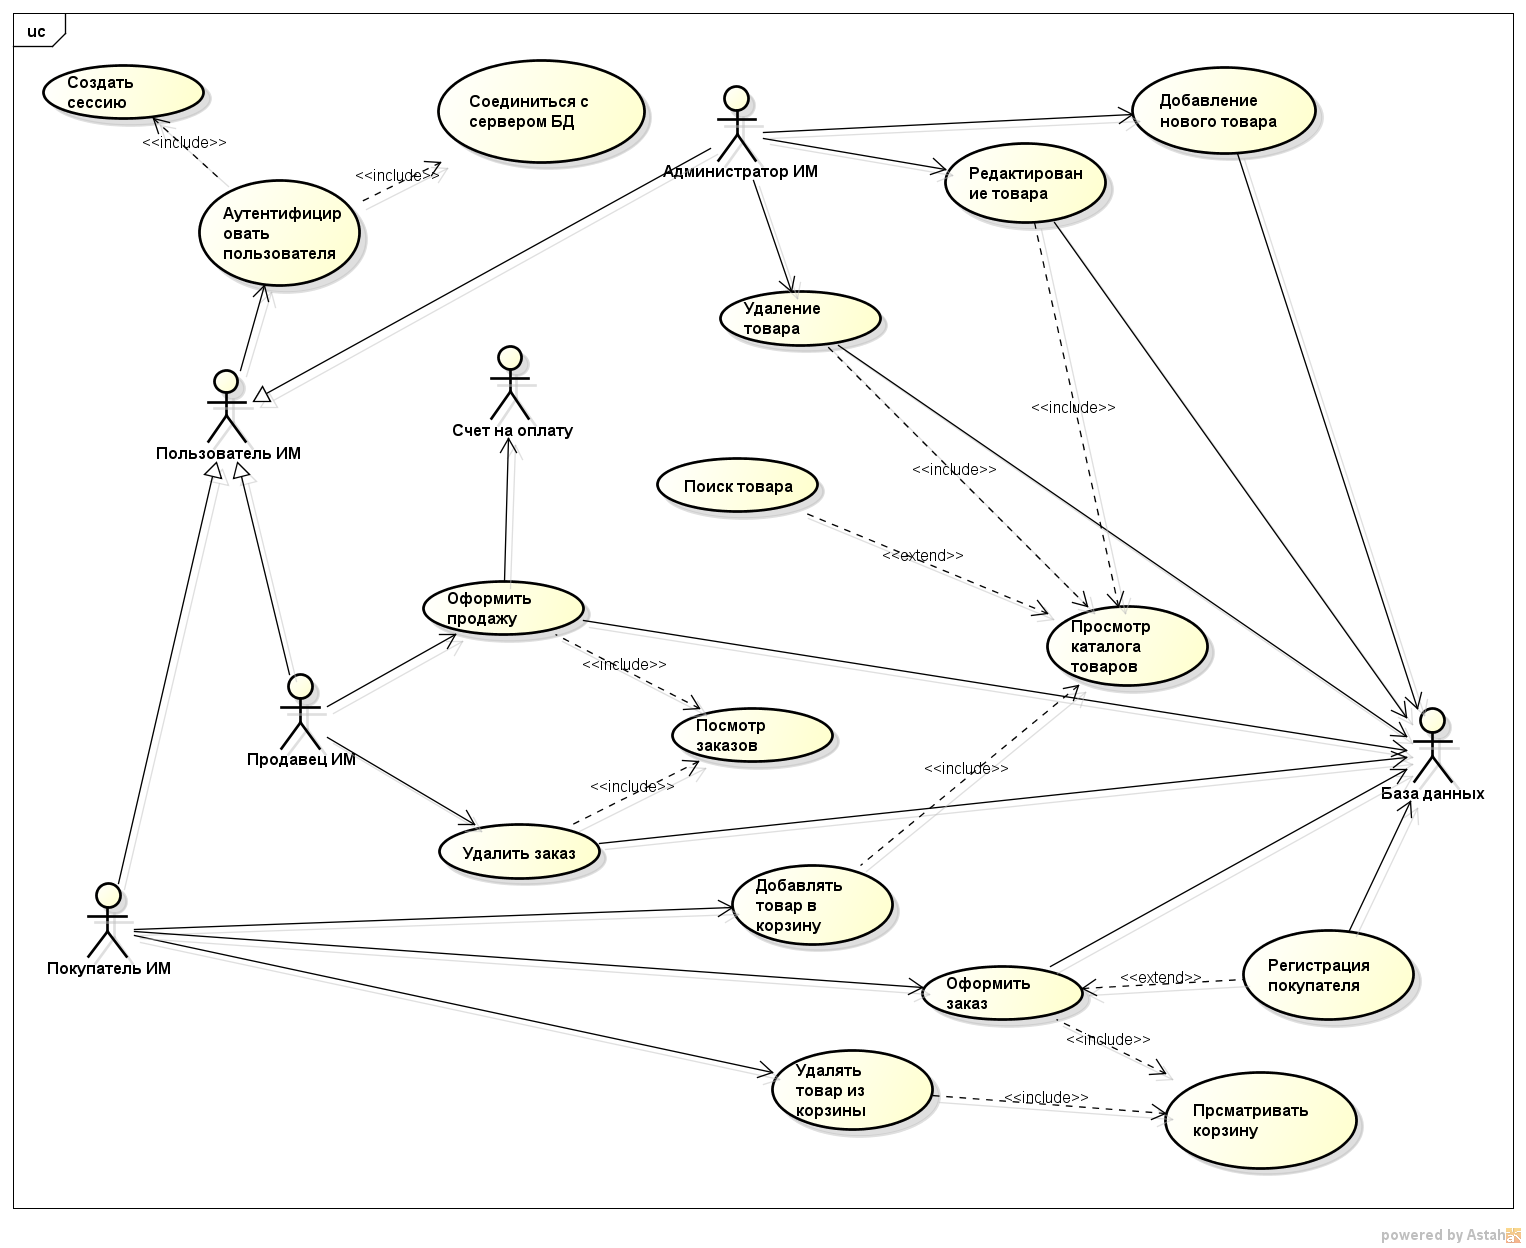 uc
Создать
сессию
Соединиться с
сервером БД
Добавление
нового товара
<<include>>
<<include>>
Администратор ИМ
Редактирован
ие товара
Аутентифицир
овать
пользователя
Удаление
товара
Счет на оплату
<<include>>
Пользователь ИМ
<<include>>
Поиск товара
<<extend>>
Оформить
продажу
Просмотр
каталога
товаров
<<include>>
Посмотр
заказов
Продавец ИМ
<<include>>
<<include>>
База данных
Удалить заказ
Добавлять
товар в
корзину
Покупатель ИМ
<<extend>>
Регистрация
покупателя
Оформить
заказ
<<include>>
Удалять
товар из
корзины
<<include>>
Прсматривать
корзину
powered by Astah